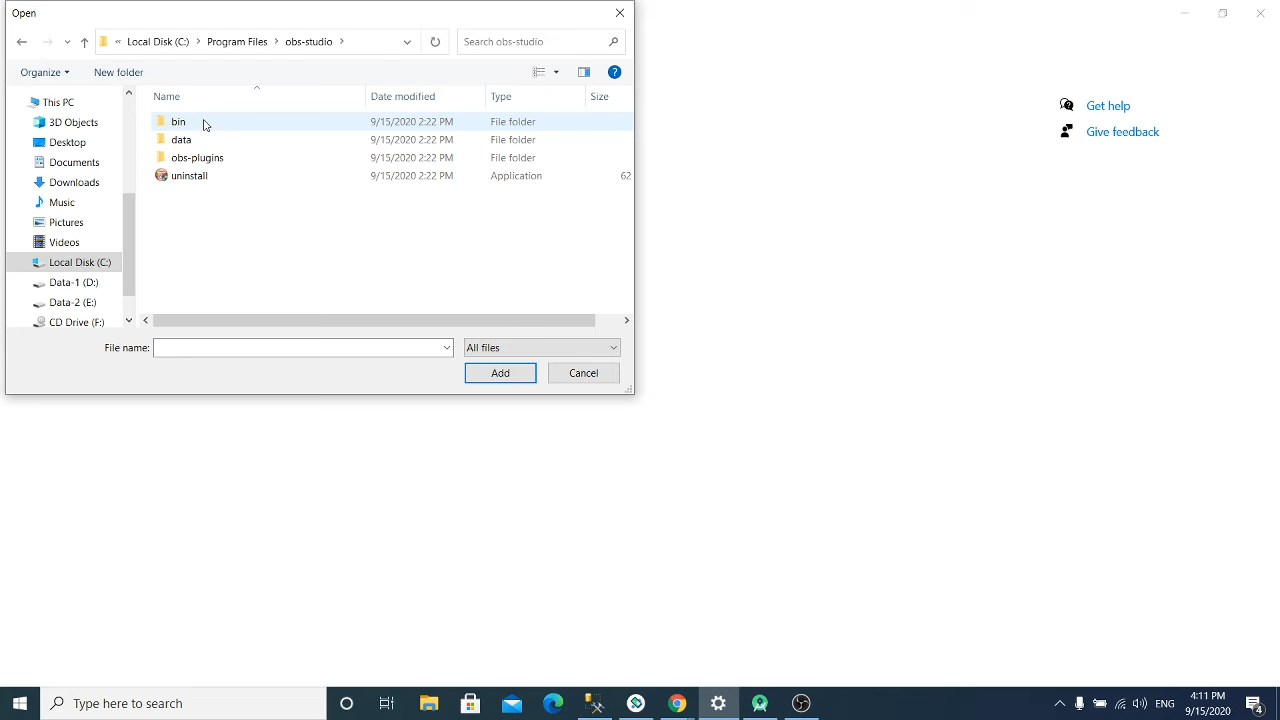 Open
« Local Disk (C:) > Program Files > obs-studio >
Search obs-studio
Organize
New folder
Name
Date modified
Type
Size
This PC
3D Objects
Desktop
Documents
Downloads
Music
Pictures
Videos
Local Disk (C:)
Data-1 (D:)
Data-2 (E:)
CD Drive (F:)
bin 9/15/2020 2:22 PM File folder
data 9/15/2020 2:22 PM File folder
obs-plugins 9/15/2020 2:22 PM File folder
uninstall 9/15/2020 2:22 PM Application 62
File name:
All files
Add
Cancel
Get help
Give feedback
Type here to search
ENG
4:11 PM
9/15/2020
4